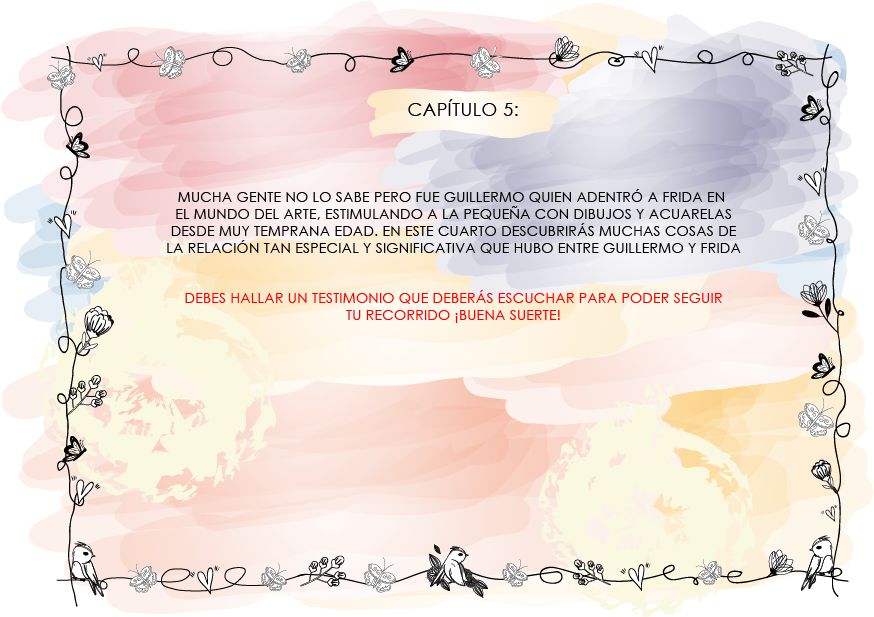 CAPÍTULO 5:
MUCHA GENTE NO LO SABE PERO FUE GUILLERMO QUIEN ADENTRÓ A FRIDA EN
EL MUNDO DEL ARTE, ESTIMULANDO A LA PEQUEÑA CON DIBUJOS Y ACUARELAS
DESDE MUY TEMPRANA EDAD. EN ESTE CUARTO DESCUBRIRÁS MUCHAS COSAS DE
LA RELACIÓN TAN ESPECIAL Y SIGNIFICATIVA QUE HUBO ENTRE GUILLERMO Y FRIDA
DEBES HALLAR UN TESTIMONIO QUE DEBERÁS ESCUCHAR PARA PODER SEGUIR
TU RECORRIDO ¡BUENA SUERTE!